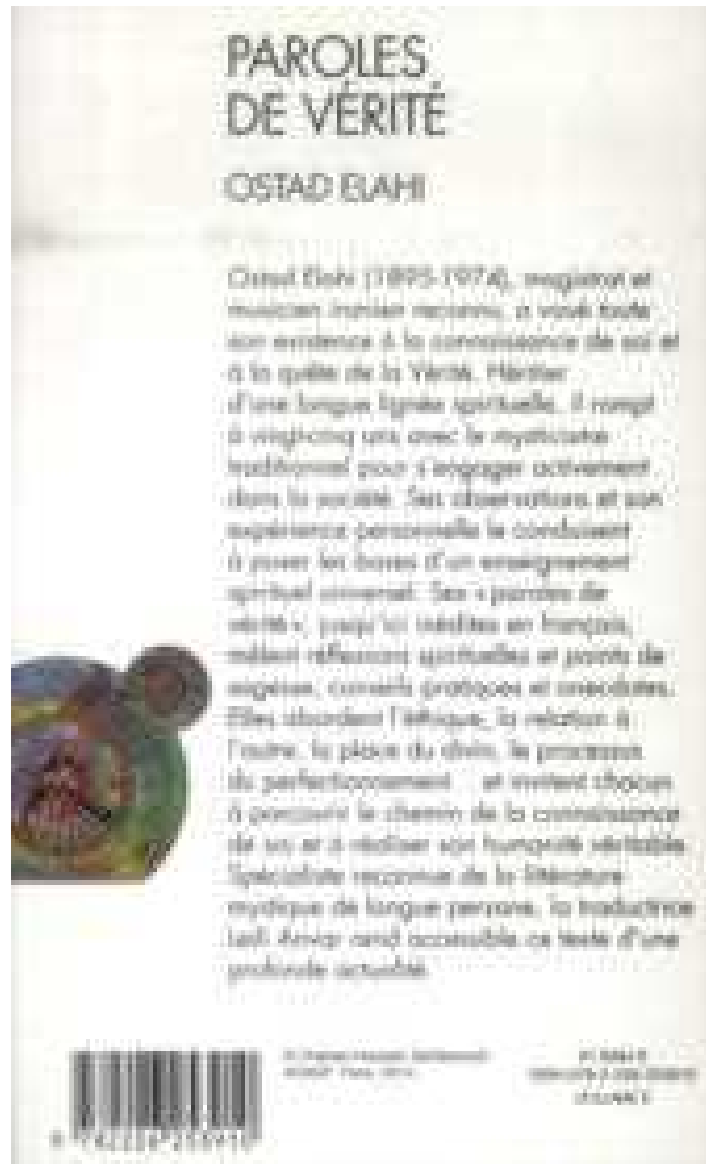 PAROLES
DE VÉRITÉ
OSTAD ELAHI
Ostad Elahi (1895-1974), magistrat et
musicien iranien reconnu, a voué toute
son existence à la connaissance de soi et
à la quête de la Vérité. Héritier
d'une longue lignée spirituelle, il rompt
à vingt-cinq ans avec le mysticisme
traditionnel pour s'engager activement
dans la société. Ses observations et son
expérience personnelle le conduisent
à poser les bases d'un enseignement
spirituel universel. Ses « paroles de
vérité », jusqu'ici inédites en français,
mêlent réflexions spirituelles et points de
sagesse, conseils pratiques et anecdotes.
Elles abordent l'éthique, la relation à
l'autre, la place du divin, le processus
du perfectionnement... et invitent chacun
à parcourir le chemin de la connaissance
de soi et à réaliser son humanité véritable.
Spécialiste reconnue de la littérature
mystique de langue persane, la traductrice
Leili Anvar rend accessible ce texte d'une
profonde actualité.